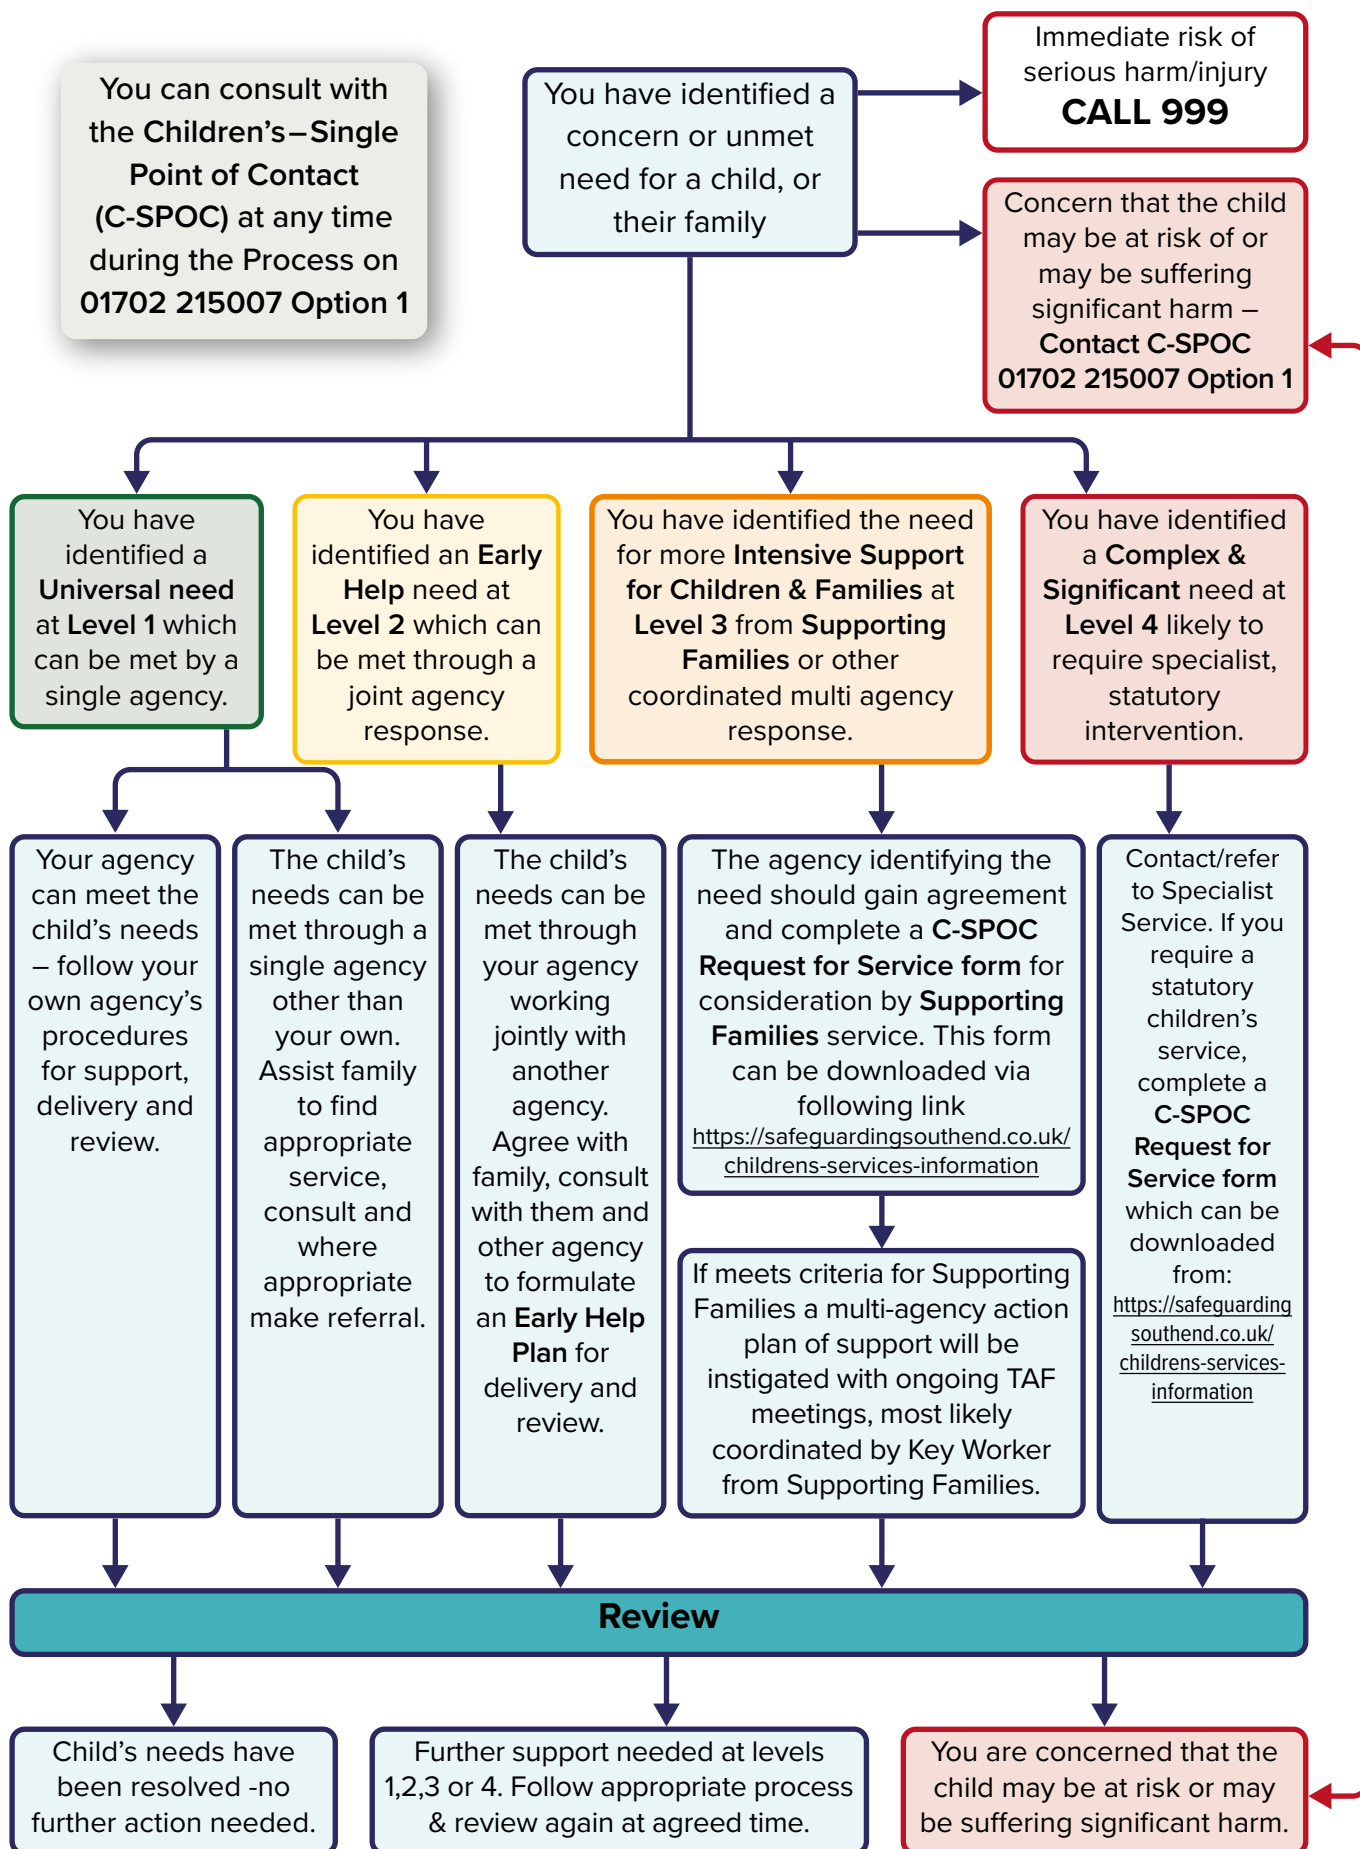 You can consult with
the Children's – Single
Point of Contact
(C-SPOC) at any time
during the Process on
01702 215007 Option 1
You have identified a
concern or unmet
need for a child, or
their family
Immediate risk of
serious harm/injury
CALL 999
Concern that the child
may be at risk of or
may be suffering
significant harm –
Contact C-SPOC
01702 215007 Option 1
You have
identified a
Universal need
at Level 1 which
can be met by a
single agency.
You have
identified an Early
Help need at
Level 2 which can
be met through a
joint agency
response.
You have identified the need
for more Intensive Support
for Children & Families at
Level 3 from Supporting
Families or other
coordinated multi agency
response.
You have identified
a Complex &
Significant need at
Level 4 likely to
require specialist,
statutory
intervention.
Your agency
can meet the
child's needs
– follow your
own agency's
procedures
for support,
delivery and
review.
The child's
needs can be
met through a
single agency
other than
your own.
Assist family
to find
appropriate
service,
consult and
where
appropriate
make referral.
The child's
needs can be
met through
your agency
working
jointly with
another
agency.
Agree with
family, consult
with them and
other agency
to formulate
an Early Help
Plan for
delivery and
review.
The agency identifying the
need should gain agreement
and complete a C-SPOC
Request for Service form for
consideration by Supporting
Families service. This form
can be downloaded via
following link
https://safeguardingsouthend.co.uk/
childrens-services-information
If meets criteria for Supporting
Families a multi-agency action
plan of support will be
instigated with ongoing TAF
meetings, most likely
coordinated by Key Worker
from Supporting Families.
Contact/refer
to Specialist
Service. If you
require a
statutory
children's
service,
complete a
C-SPOC
Request for
Service form
which can be
downloaded
from:
https://safeguarding
southend.co.uk/
childrens-services-
information
Review
Child's needs have
been resolved -no
further action needed.
Further support needed at levels
1,2,3 or 4. Follow appropriate process
& review again at agreed time.
You are concerned that the
child may be at risk or may
be suffering significant harm.